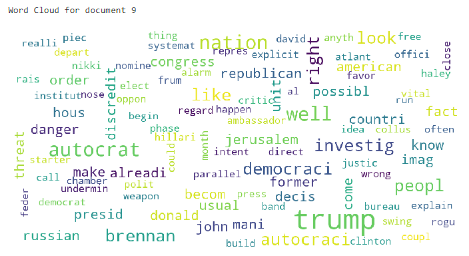 Word Cloud for document 9
realli piec thing systemat repres david explicit anyth atlant look free offici close
depart nikki nomine congress nation right
rais order alarm frum republican american favor haley
institut nose discredit elect oppon like critic unit al possibl vital run
hous regard happen ambassador countri fact
danger begin phase hillari well idea collus often
threat autocrat could month jerusalem investig know
starter make alreadi intent direct democraci justic imag
call chamber polit parallel former wrong peopl
feder undermin weapon becom press decis come bureau explain
democrat presid donald usual band swing rogu
russian brennan john mani trump
build autocraci clinton coupl